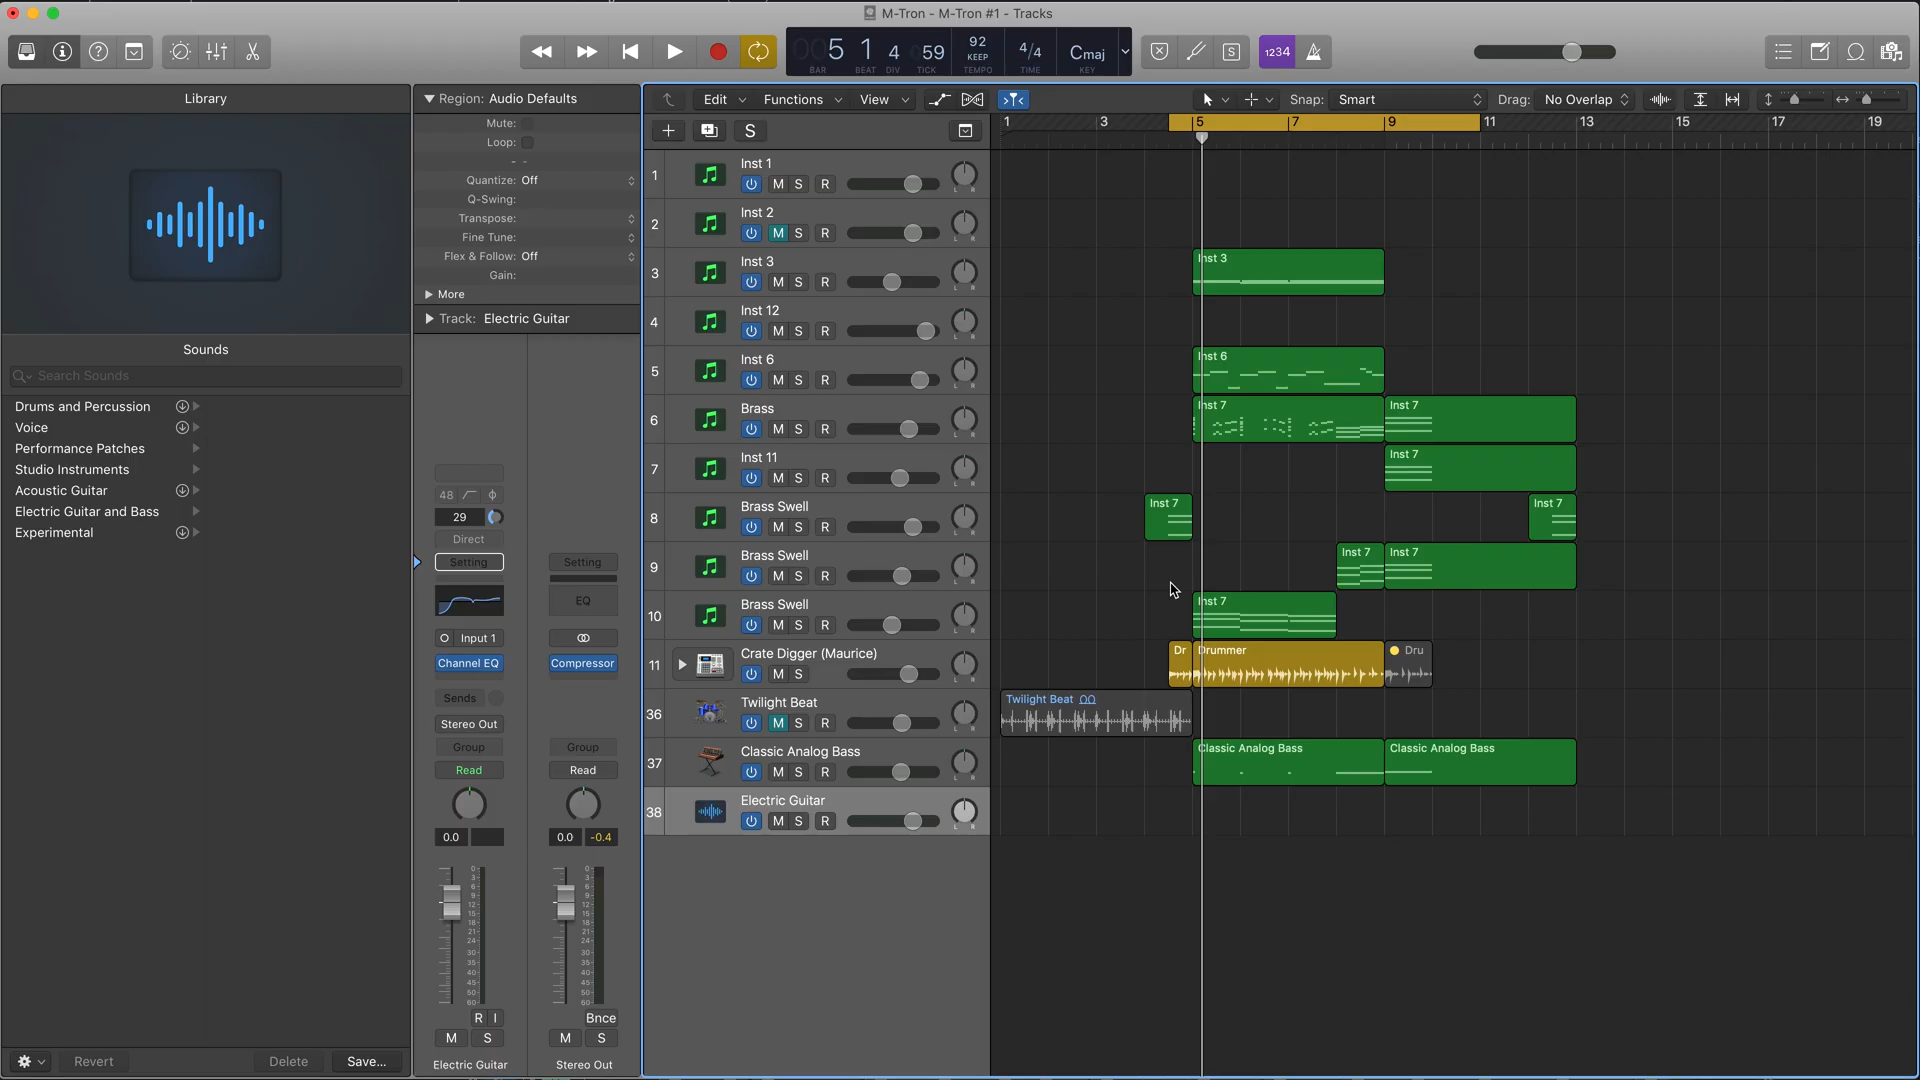 M-Tron - M-Tron #1 - Tracks
5 1 4 59
BAR BEAT DIV TICK
92
KEEP
TEMPO
4/4
TIME
Cmaj
KEY
S
1234
Library
Region: Audio Defaults
Edit Functions View
Snap: Smart
Drag: No Overlap
Mute:
Loop:
Quantize: Off
Q-Swing:
Transpose:
Fine Tune:
Flex & Follow: Off
Gain:
More
Track: Electric Guitar
Sounds
Search Sounds
Drums and Percussion
Voice
Performance Patches
Studio Instruments
Acoustic Guitar
Electric Guitar and Bass
Experimental
Revert
Delete
Save...
48
29
Direct
Setting
Input 1
Channel EQ
Sends
Stereo Out
Group
Read
0.0
R I
M S
Electric Guitar
Setting
EQ
Compressor
Group
Read
0.0 -0.4
Bnce
M S
Stereo Out
S
1 3 5 7 9 11 13 15 17 19
1 Inst 1
M S R
2 Inst 2
M S R
3 Inst 3
M S R
4 Inst 12
M S R
5 Inst 6
M S R
6 Brass
M S R
7 Inst 11
M S R
8 Brass Swell
M S R
9 Brass Swell
M S R
10 Brass Swell
M S R
11 Crate Digger (Maurice)
M S
36 Twilight Beat
M S R
37 Classic Analog Bass
M S R
38 Electric Guitar
M S R
Inst 3
Inst 6
Inst 7 Inst 7
Inst 7
Inst 7 Inst 7
Inst 7 Inst 7
Inst 7
Dr Drummer Dru
Twilight Beat
Classic Analog Bass Classic Analog Bass